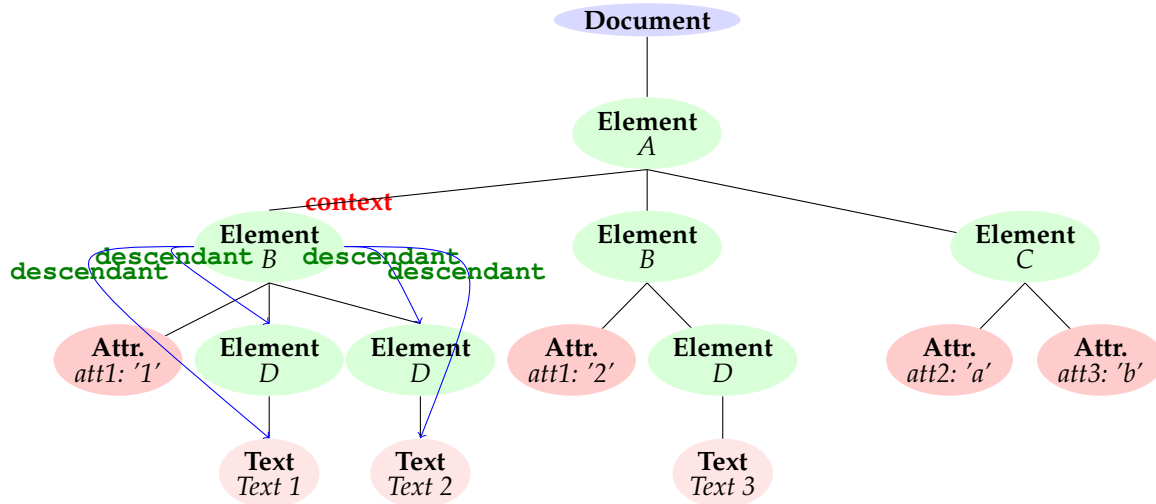 Document
Element
A
context
Element
B
Element
B
Element
C
descendant
descendant
descendant
descendant
Attr.
att1: '1'
Element
D
Element
D
Attr.
att1: '2'
Element
D
Attr.
att2: 'a'
Attr.
att3: 'b'
Text
Text 1
Text
Text 2
Text
Text 3